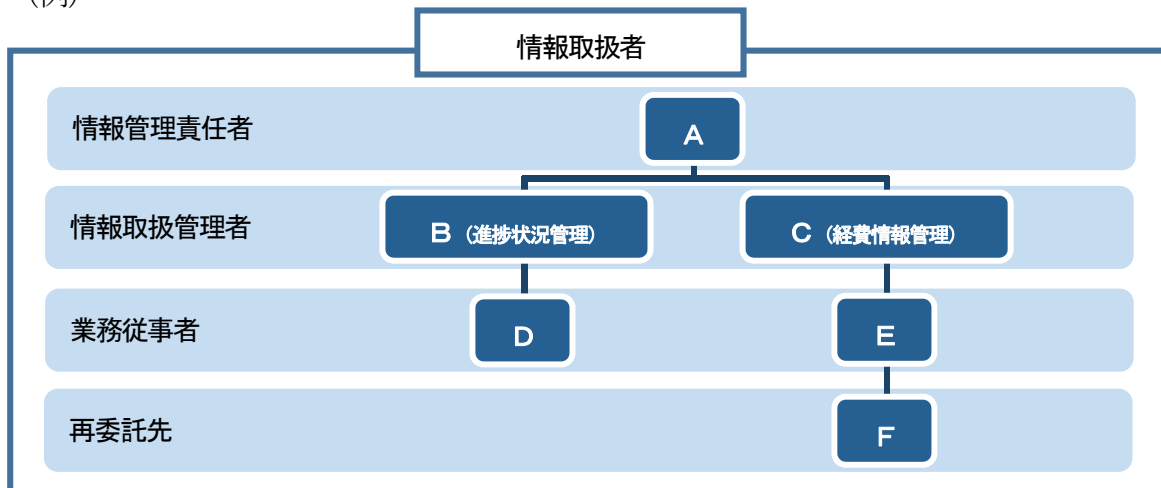 (例)
情報取扱者
情報管理責任者
A
情報取扱管理者
B (進捗状況管理)
C (経費情報管理)
業務従事者
D
E
再委託先
F